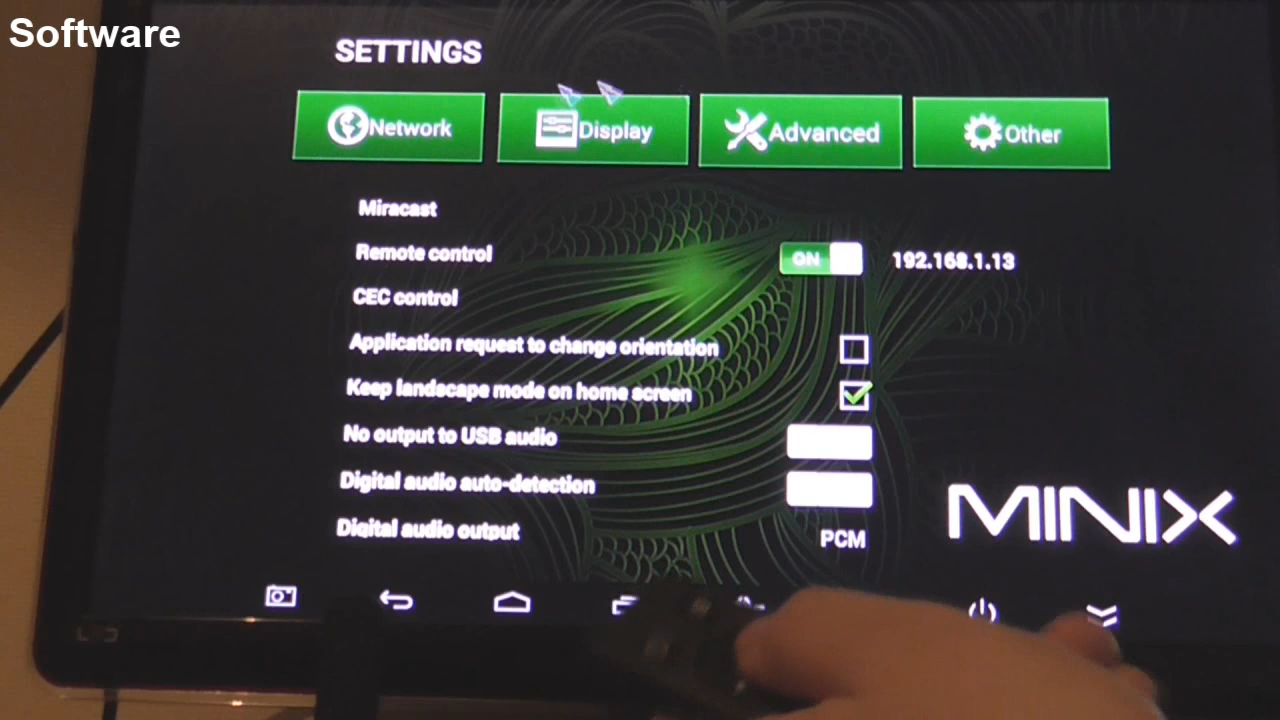 Software
SETTINGS
Network
Display
Advanced
Other
Miracast
Remote control
ON
192.168.1.13
CEC control
Application request to change orientation
Keep landscape mode on home screen
No output to USB audio
Digital audio auto-detection
Digital audio output
PCM
MINIX